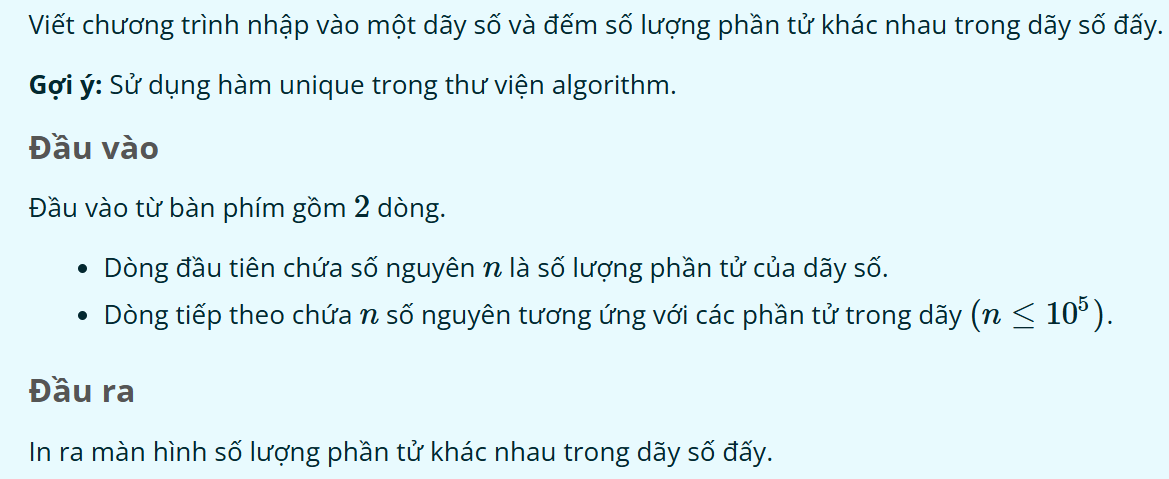 Viết chương trình nhập vào một dãy số và đếm số lượng phần tử khác nhau trong dãy số đấy.
Gợi ý: Sử dụng hàm unique trong thư viện algorithm.
Đầu vào
Đầu vào từ bàn phím gồm 2 dòng.
• Dòng đầu tiên chứa số nguyên n là số lượng phần tử của dãy số.
• Dòng tiếp theo chứa n số nguyên tương ứng với các phần tử trong dãy (n ≤ 10⁵).
Đầu ra
In ra màn hình số lượng phần tử khác nhau trong dãy số đấy.